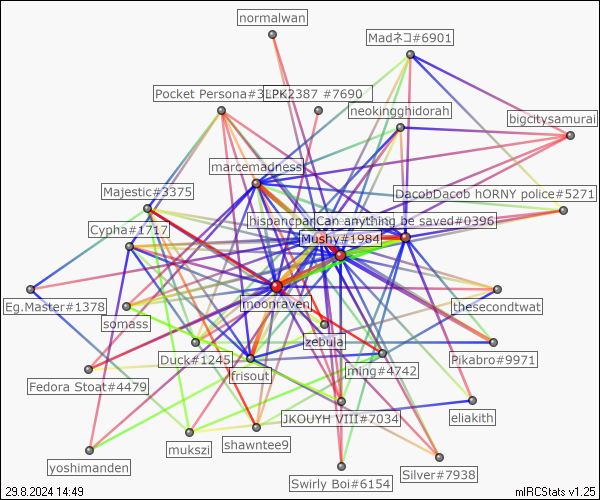 normalwan
Madネコ#6901
Pocket Persona#3
LPK2387 #7690
neokingghidorah
bigcitysamurai
marcemadness
Majestic#3375
DacobDacob hORNY police#5271
hispancpar
Can anything be saved#0396
Cypha#1717
Mushy#1984
moonraven
Eg.Master#1378
somass
thesecondtwat
zebula
Duck#1245
Pikabro#9971
frisout
ming#4742
Fedora Stoat#4479
JKOUYH VIII#7034
eliakith
mukszi
shawntee9
yoshimanden
Swirly Boi#6154
Silver#7938
29.8.2024 14:49
mIRCStats v1.25